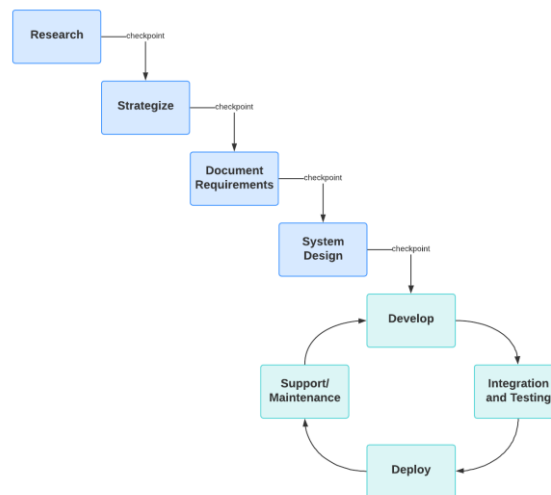 Research
checkpoint
Strategize
checkpoint
Document
Requirements
checkpoint
System
Design
checkpoint
Develop
Support/
Maintenance
Integration
and Testing
Deploy